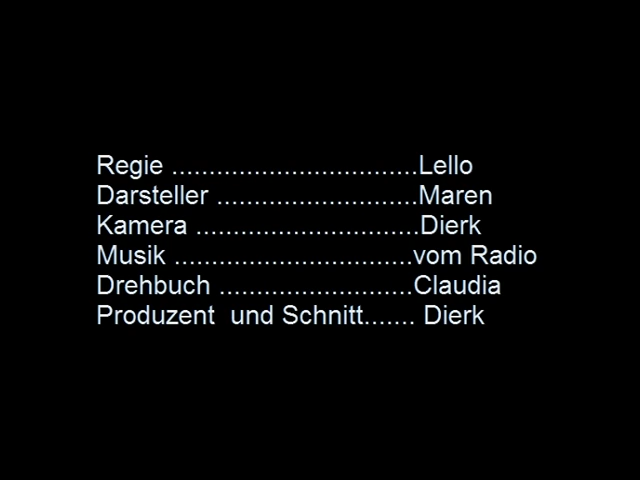 Regie .................................Lello
Darsteller ...........................Maren
Kamera ..............................Dierk
Musik ................................vom Radio
Drehbuch ..........................Claudia
Produzent  und Schnitt....... Dierk